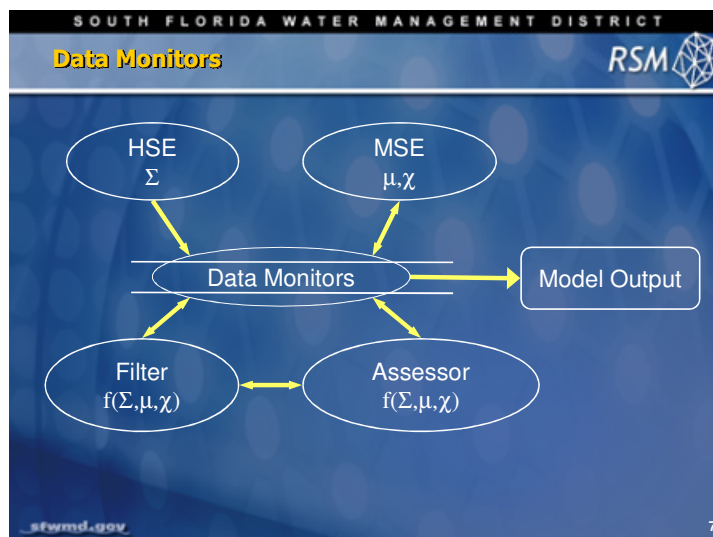 SOUTH FLORIDA WATER MANAGEMENT DISTRICT
Data Monitors
RSM
HSE
Σ
MSE
μ,χ
Data Monitors
Model Output
Filter
f(Σ,μ,χ)
Assessor
f(Σ,μ,χ)
sfwmd.gov
7